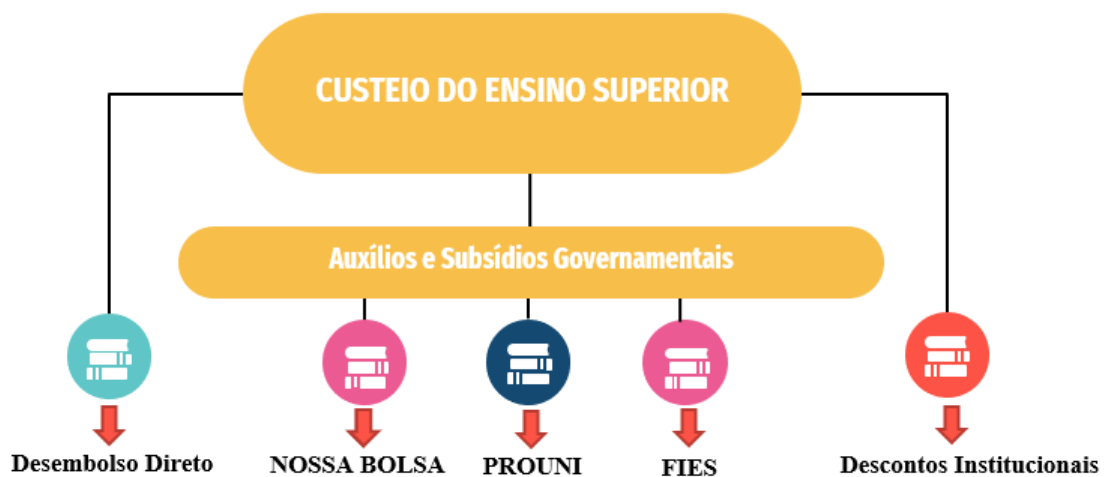 CUSTEIO DO ENSINO SUPERIOR
Auxílios e Subsídios Governamentais
Desembolso Direto
NOSSA BOLSA
PROUNI
FIES
Descontos Institucionais